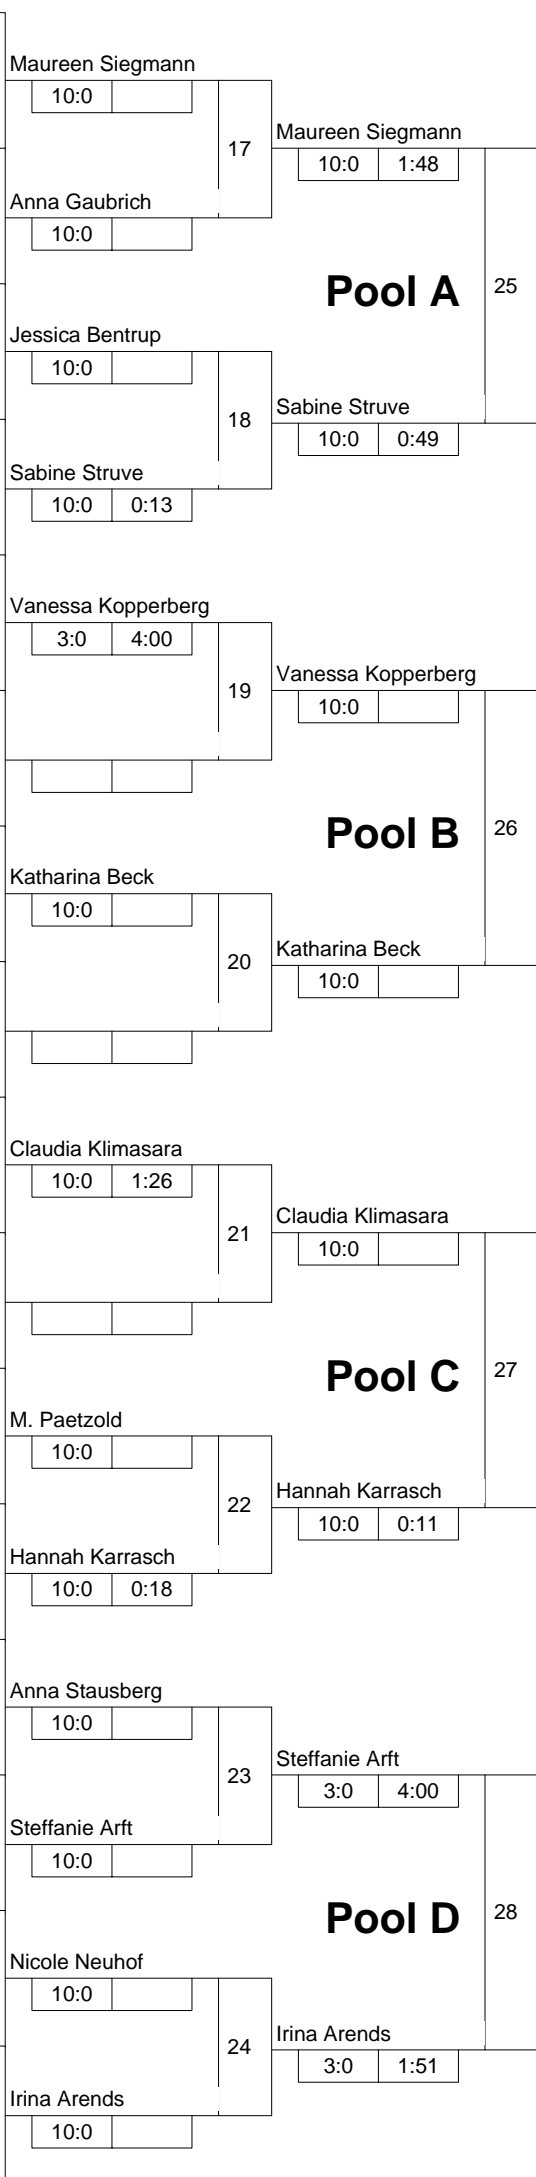 Maureen Siegmann
10:0
17
Maureen Siegmann
10:0 1:48
Anna Gaubrich
10:0
Pool A
25
Jessica Bentrup
10:0
18
Sabine Struve
10:0 0:49
Sabine Struve
10:0 0:13
Vanessa Kopperberg
3:0 4:00
19
Vanessa Kopperberg
10:0
Pool B
26
Katharina Beck
10:0
20
Katharina Beck
10:0
Claudia Klimasara
10:0 1:26
21
Claudia Klimasara
10:0
Pool C
27
M. Paetzold
10:0
22
Hannah Karrasch
10:0 0:11
Hannah Karrasch
10:0 0:18
Anna Stausberg
10:0
23
Steffanie Arft
3:0 4:00
Steffanie Arft
10:0
Pool D
28
Nicole Neuhof
10:0
24
Irina Arends
3:0 1:51
Irina Arends
10:0